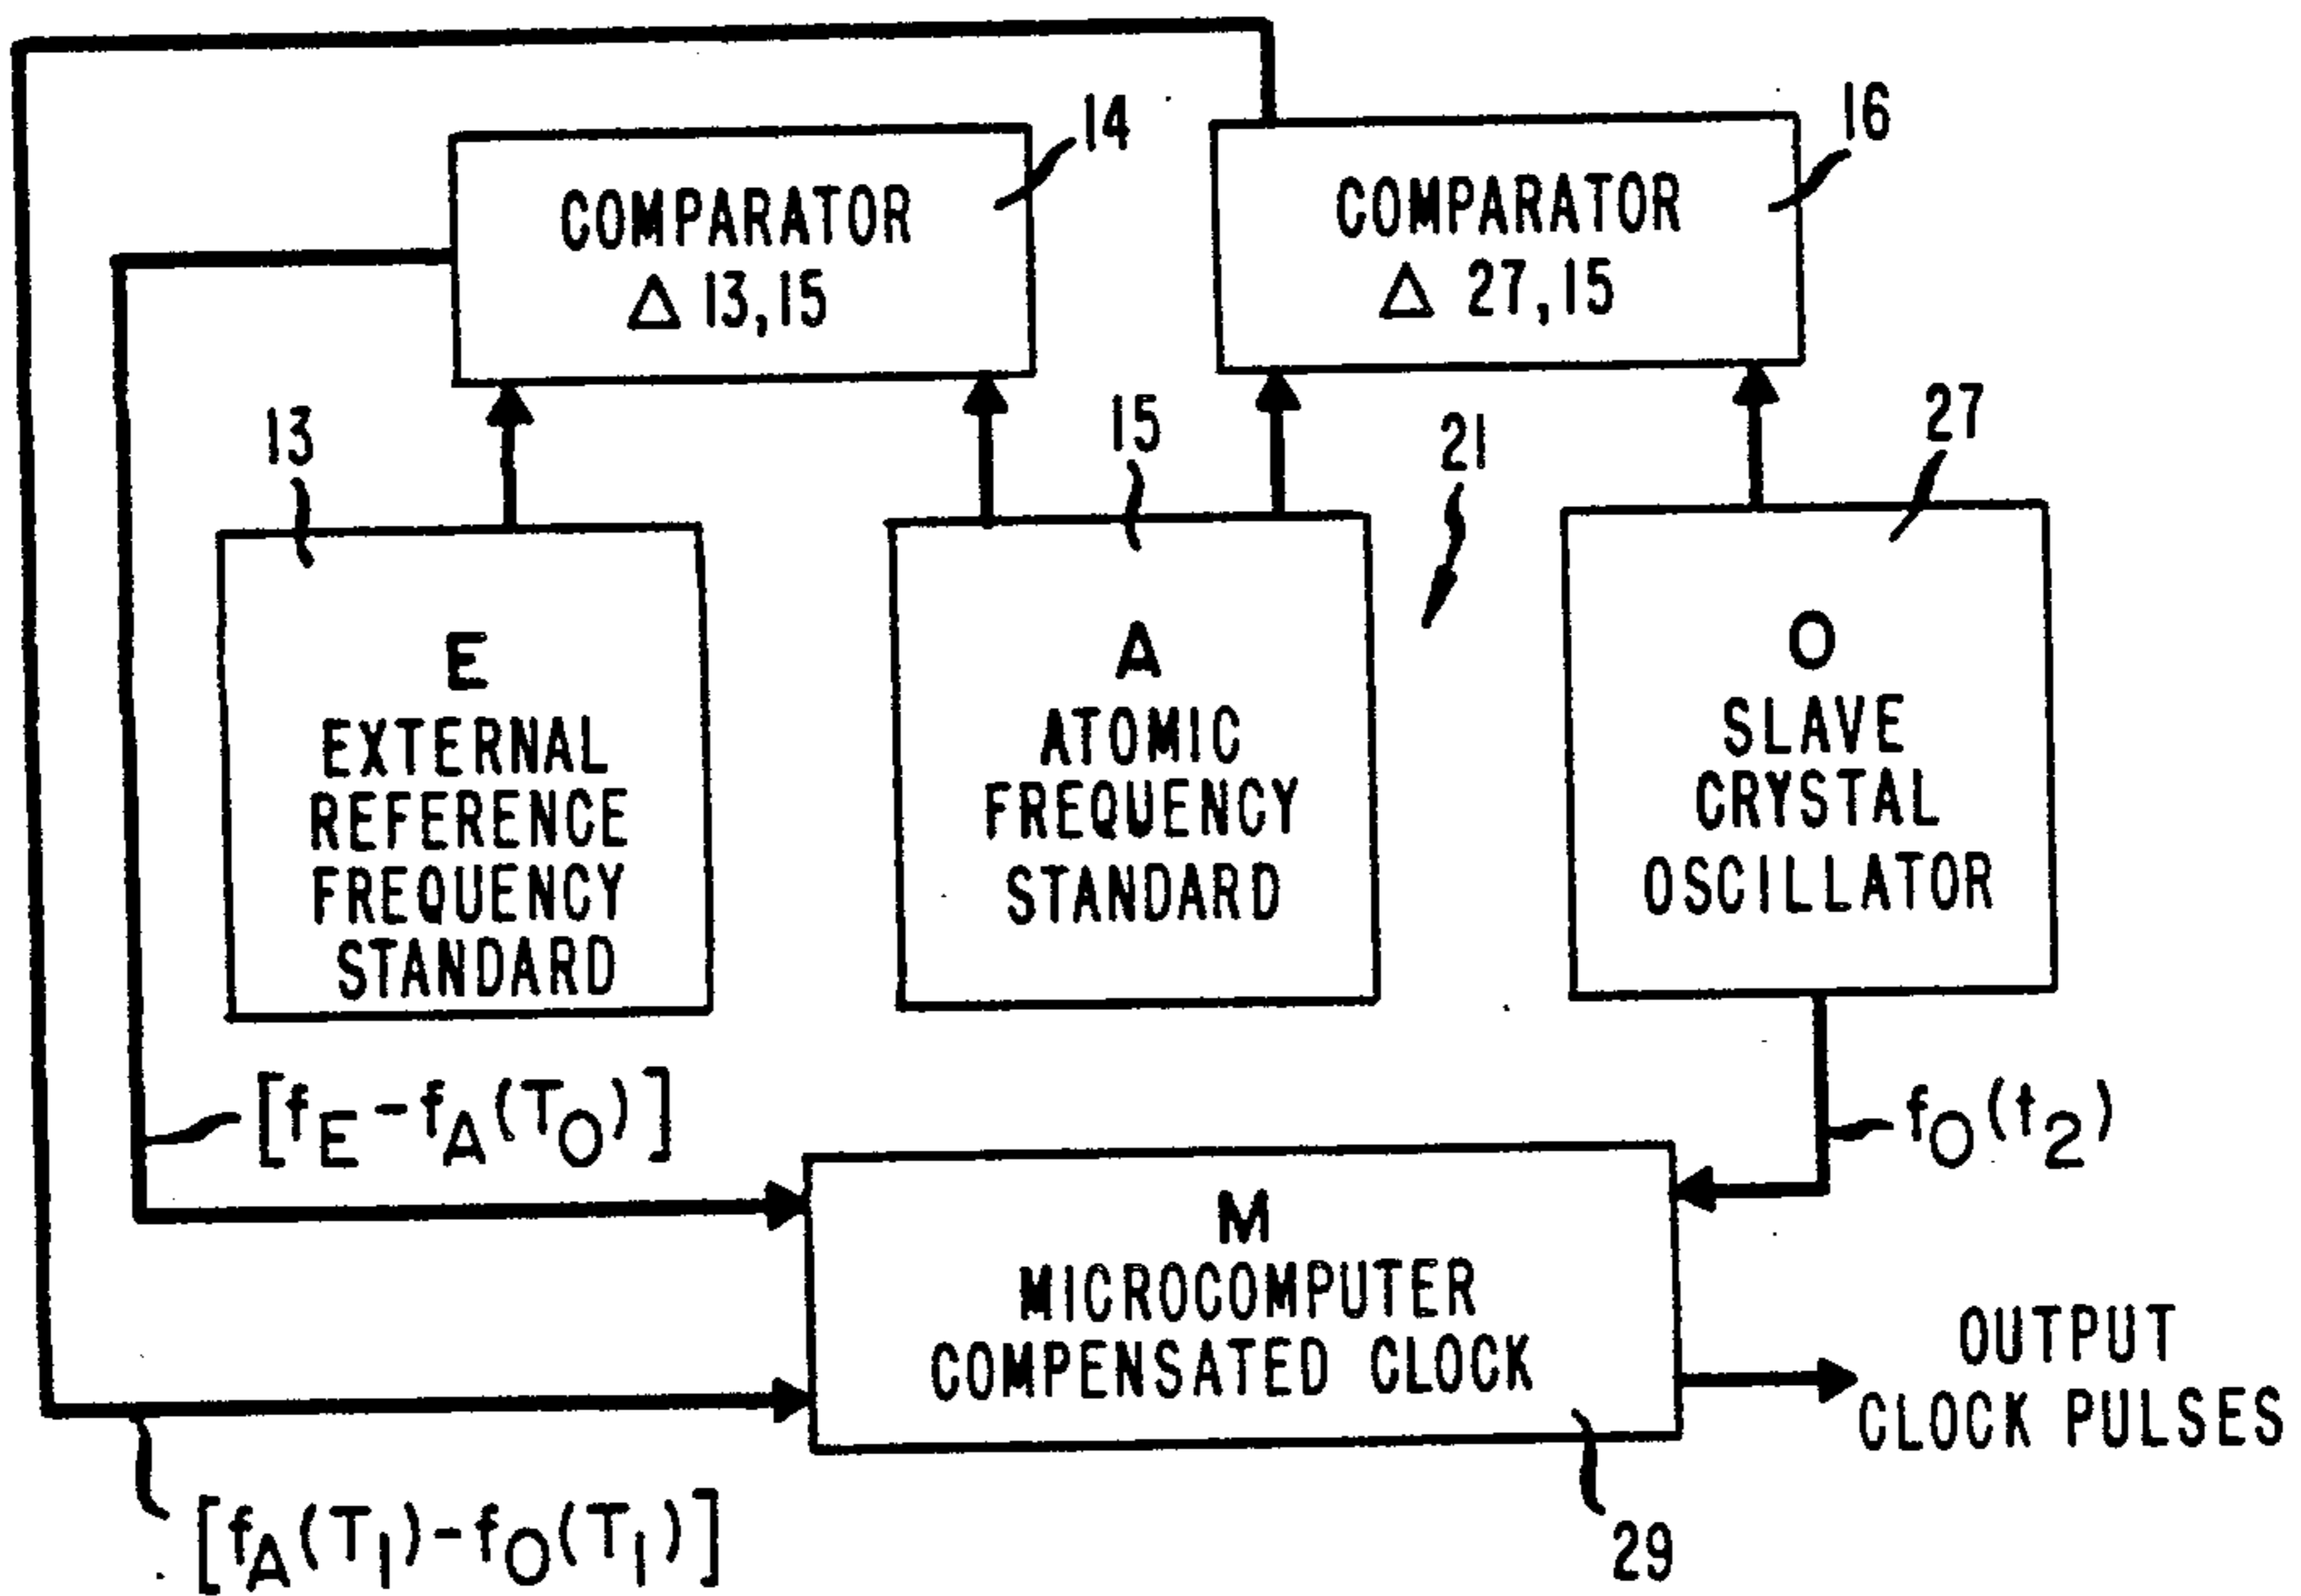 14
16
COMPARATOR
Δ 13,15
COMPARATOR
Δ 27,15
13
15
21
27
E
EXTERNAL
REFERENCE
FREQUENCY
STANDARD
A
ATOMIC
FREQUENCY
STANDARD
O
SLAVE
CRYSTAL
OSCILLATOR
[fE-fA(TO)]
fO(t2)
M
MICROCOMPUTER
COMPENSATED CLOCK
OUTPUT
CLOCK PULSES
[fA(T1)-fO(T1)]
29